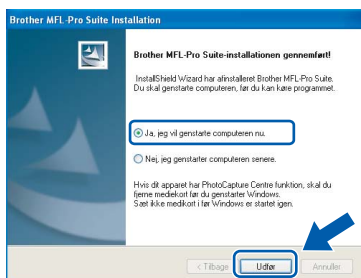 Brother MFL-Pro Suite Installation
Brother MFL-Pro Suite-installationen gennemført!
InstallShield Wizard har afinstalleret Brother MFL-Pro Suite.
Du skal genstarte computeren, før du kan køre programmet.
Ja, jeg vil genstarte computeren nu.
Nej, jeg genstarter computeren senere.
Hvis dit apparat har PhotoCapture Centre funktion, skal du
fjerne mediekort før du genstarter Windows.
Sæt ikke medikort i før Windows er startet igen.
< Tilbage
Udfør
Annuller